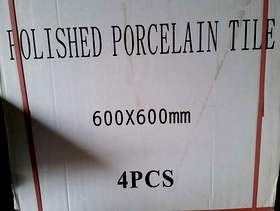 POLISHED PORCELAIN TILE
600X600mm
4PCS